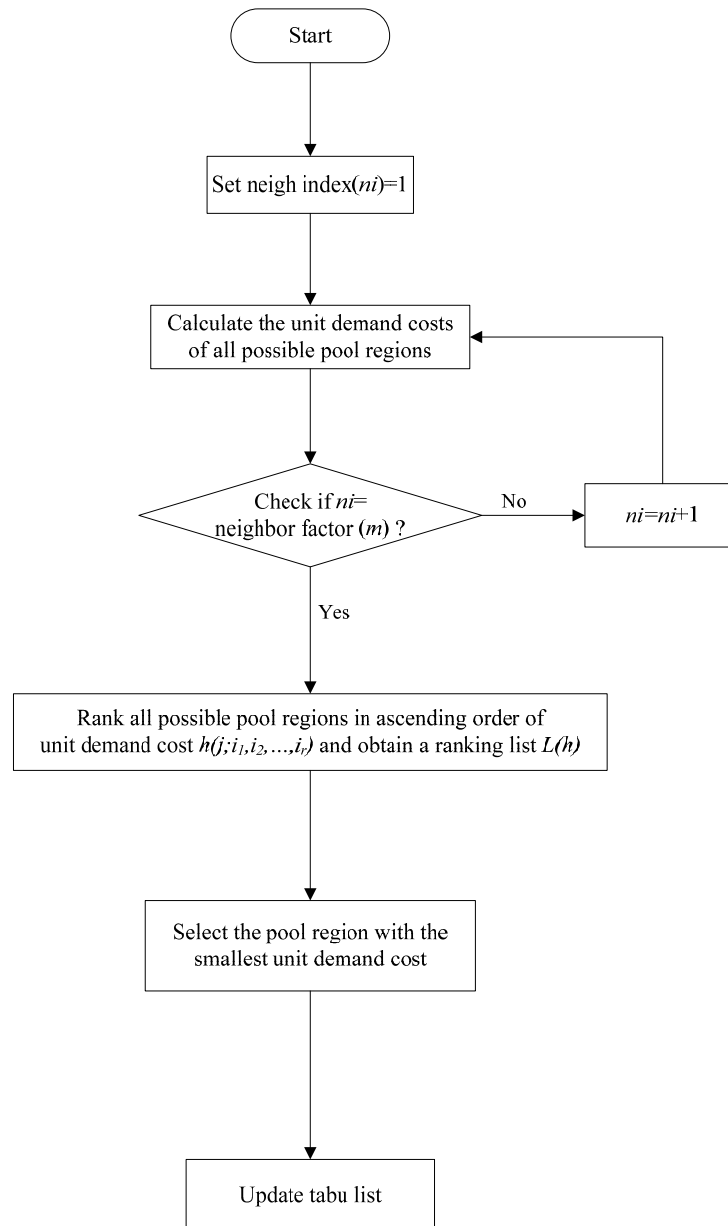 Start
Set neigh index(ni)=1
Calculate the unit demand costs
of all possible pool regions
Check if ni=
neighbor factor (m) ?
No
ni=ni+1
Yes
Rank all possible pool regions in ascending order of
unit demand cost h(j;i₁,i₂,...,iᵣ) and obtain a ranking list L(h)
Select the pool region with the
smallest unit demand cost
Update tabu list